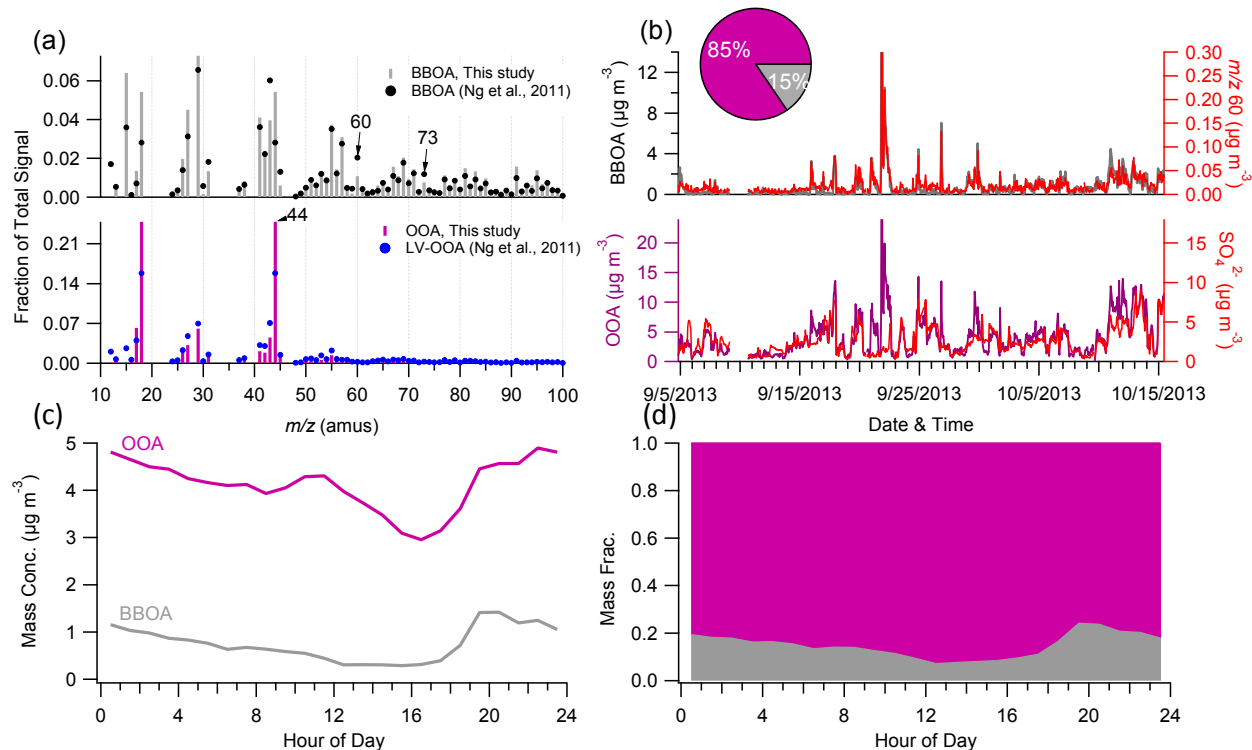 (a)
BBOA, This study
BBOA (Ng et al., 2011)
60
73
0.06
0.04
0.02
0.00
44
OOA, This study
LV-OOA (Ng et al., 2011)
0.21
0.14
0.07
0.00
Fraction of Total Signal
10 20 30 40 50 60 70 80 90 100
m/z (amus)
(b)
85%
15%
12
8
4
0
BBOA (µg m⁻³)
0.30
0.25
0.20
0.15
0.10
0.05
0.00
m/z 60 (µg m⁻³)
20
15
10
5
0
OOA (µg m⁻³)
15
10
5
0
SO₄²⁻ (µg m⁻³)
9/5/2013 9/15/2013 9/25/2013 10/5/2013 10/15/2013
Date & Time
(c)
OOA
BBOA
5
4
3
2
1
0
Mass Conc. (µg m⁻³)
0 4 8 12 16 20 24
Hour of Day
(d)
1.0
0.8
0.6
0.4
0.2
0.0
Mass Frac.
0 4 8 12 16 20 24
Hour of Day